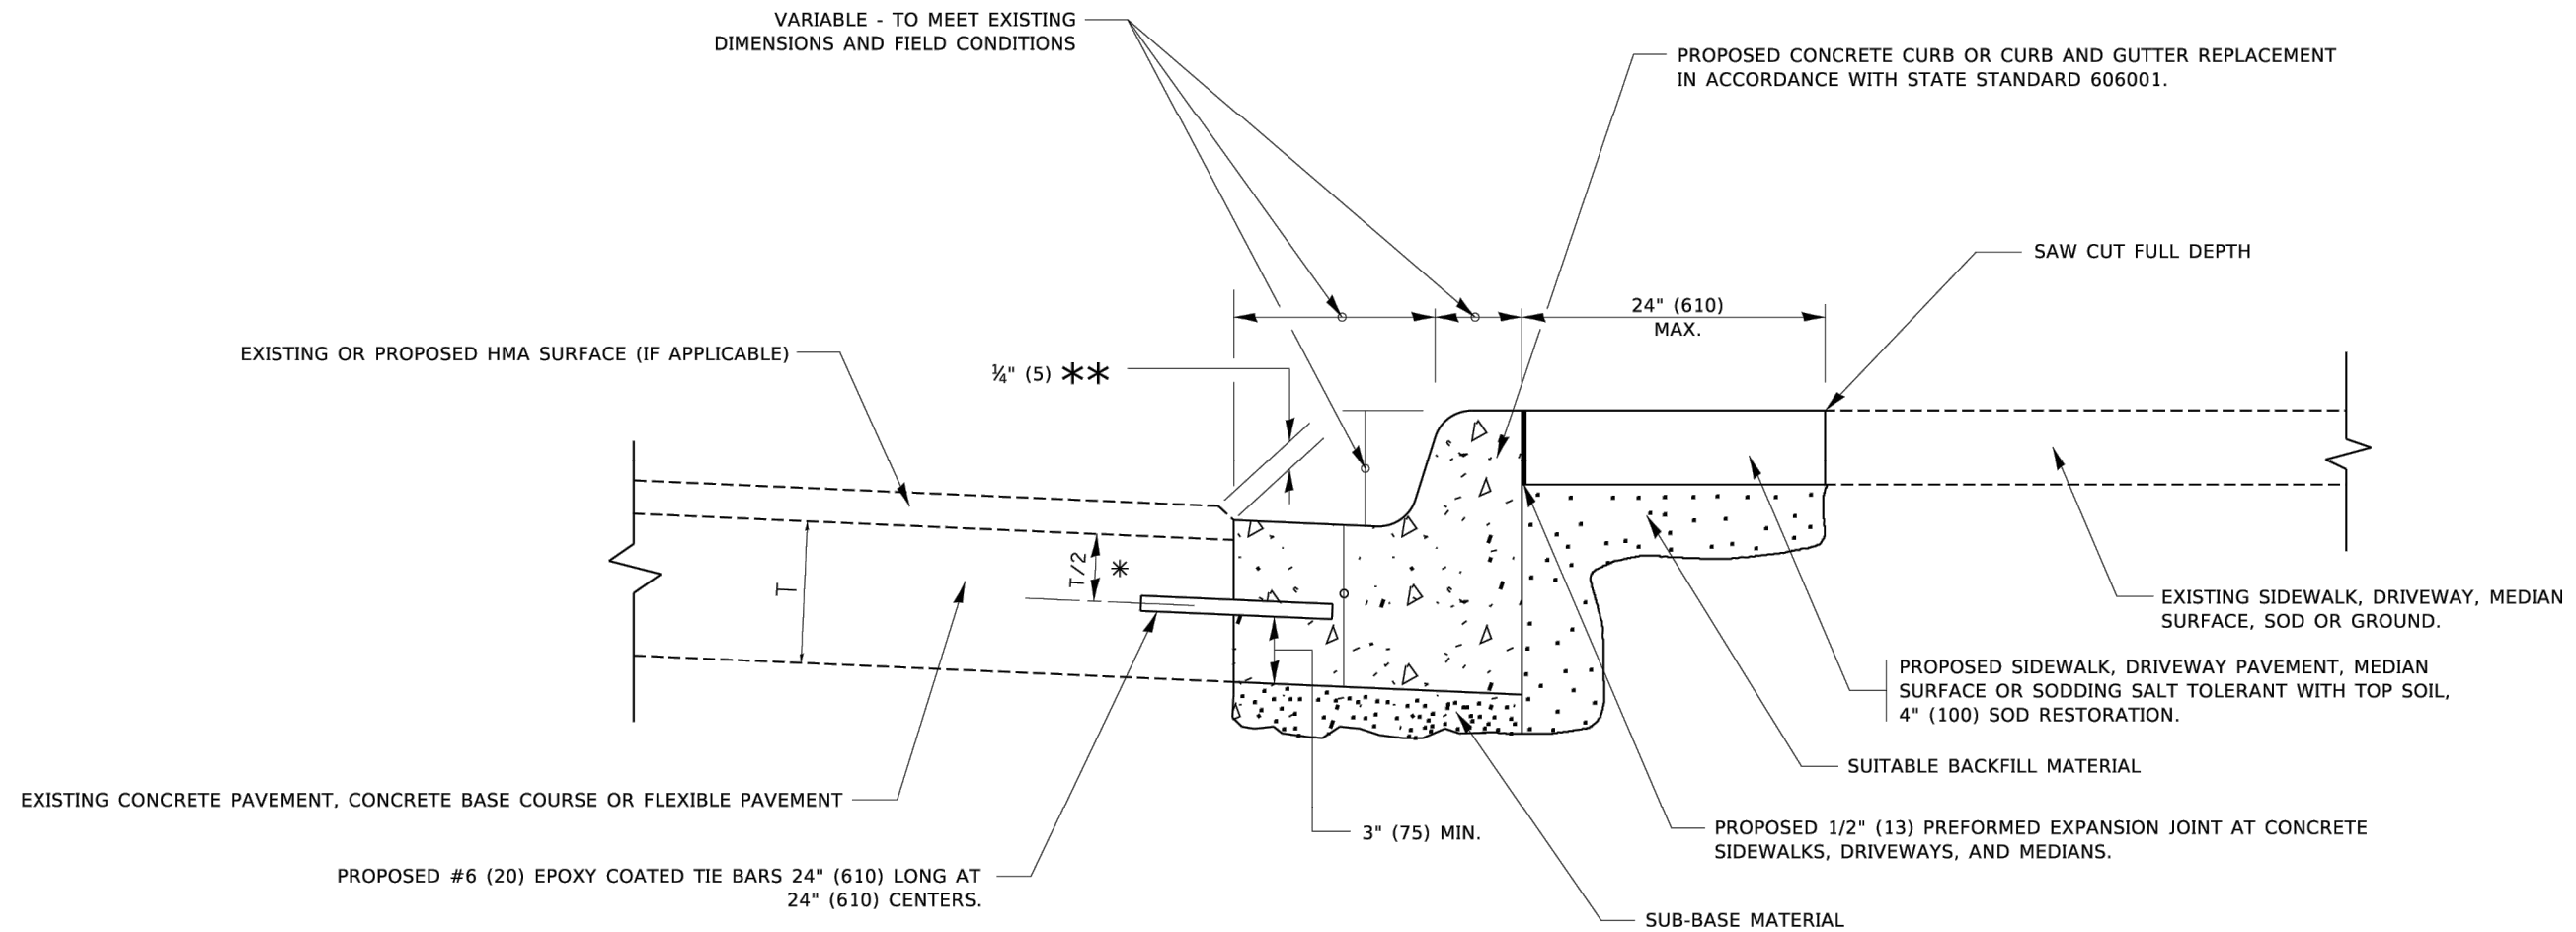 VARIABLE - TO MEET EXISTING
DIMENSIONS AND FIELD CONDITIONS
PROPOSED CONCRETE CURB OR CURB AND GUTTER REPLACEMENT
IN ACCORDANCE WITH STATE STANDARD 606001.
SAW CUT FULL DEPTH
24" (610)
MAX.
EXISTING OR PROPOSED HMA SURFACE (IF APPLICABLE)
¼" (5) **
T/2 *
T
EXISTING SIDEWALK, DRIVEWAY, MEDIAN
SURFACE, SOD OR GROUND.
PROPOSED SIDEWALK, DRIVEWAY PAVEMENT, MEDIAN
SURFACE OR SODDING SALT TOLERANT WITH TOP SOIL,
4" (100) SOD RESTORATION.
SUITABLE BACKFILL MATERIAL
EXISTING CONCRETE PAVEMENT, CONCRETE BASE COURSE OR FLEXIBLE PAVEMENT
3" (75) MIN.
PROPOSED 1/2" (13) PREFORMED EXPANSION JOINT AT CONCRETE
SIDEWALKS, DRIVEWAYS, AND MEDIANS.
PROPOSED #6 (20) EPOXY COATED TIE BARS 24" (610) LONG AT
24" (610) CENTERS.
SUB-BASE MATERIAL